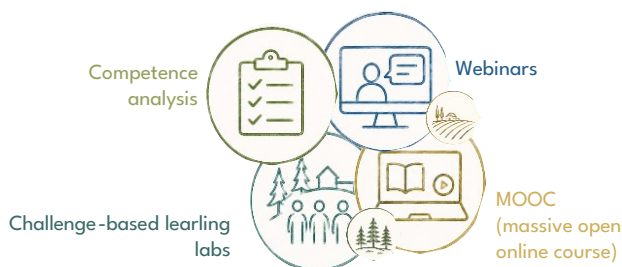 Competence
analysis
Webinars
Challenge-based learling
labs
MOOC
(massive open
online course)